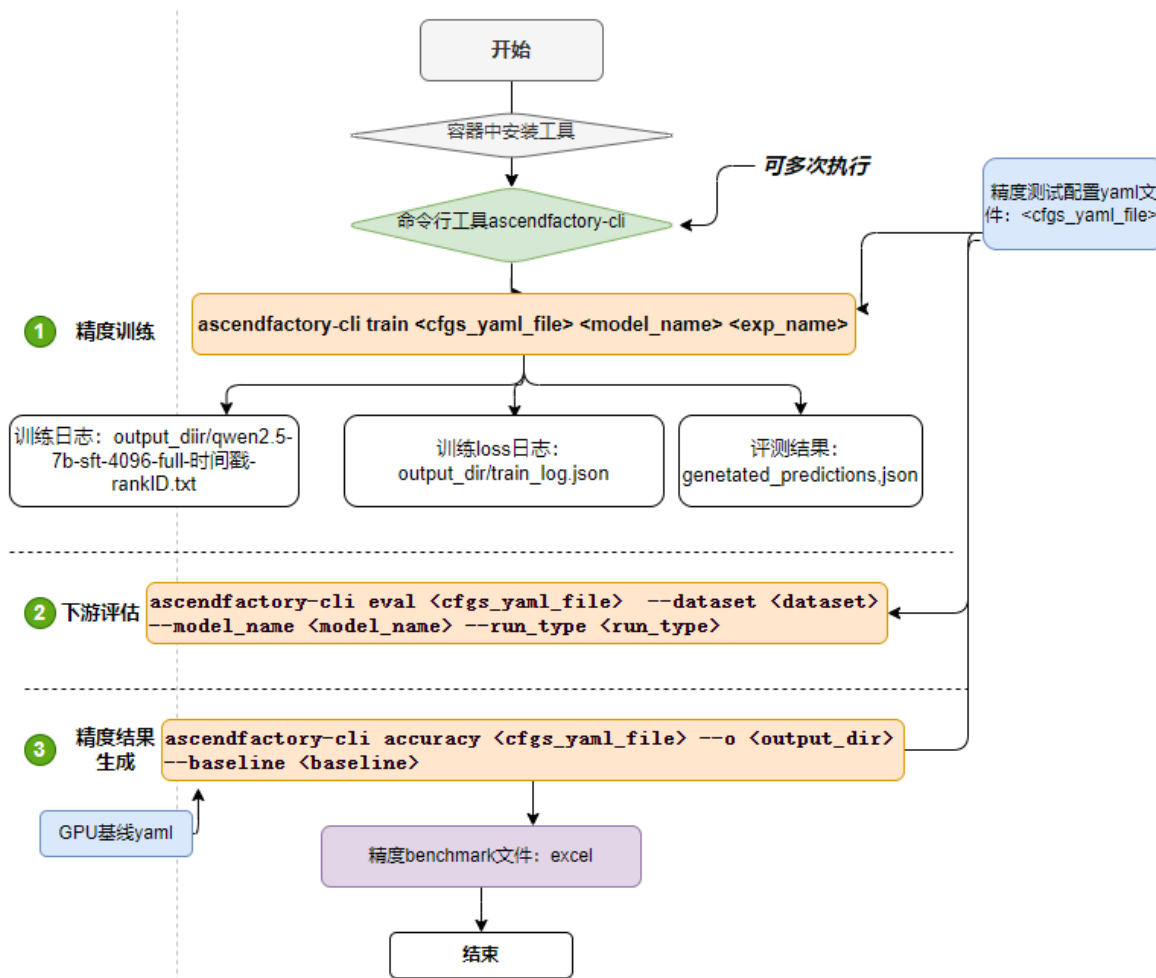 开始
容器中安装工具
可多次执行
命令行工具ascendfactory-cli
精度测试配置yaml文
件：<cfgs_yaml_file>
1
精度训练
ascendfactory-cli train <cfgs_yaml_file> <model_name> <exp_name>
训练日志：output_diir/qwen2.5-
7b-sft-4096-full-时间戳-
rankID.txt
训练loss日志：
output_dir/train_log.json
评测结果：
genetated_predictions,json
2
下游评估
ascendfactory-cli eval <cfgs_yaml_file>  --dataset <dataset>
--model_name <model_name> --run_type <run_type>
3
精度结果
生成
ascendfactory-cli accuracy <cfgs_yaml_file> --o <output_dir>
--baseline <baseline>
GPU基线yaml
精度benchmark文件：excel
结束